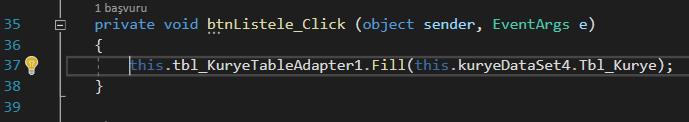 1 başvuru
35 private void btnListele_Click (object sender, EventArgs e)
36 {
37 this.tbl_KuryeTableAdapter1.Fill(this.kuryeDataSet4.Tbl_Kurye);
38 }
39